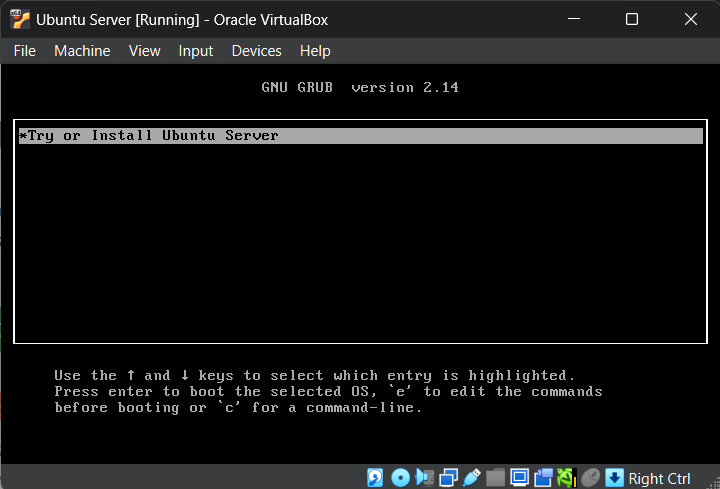 Ubuntu Server [Running] - Oracle VirtualBox
File Machine View Input Devices Help
GNU GRUB version 2.14
*Try or Install Ubuntu Server
Use the ↑ and ↓ keys to select which entry is highlighted.
Press enter to boot the selected OS, `e' to edit the commands
before booting or `c' for a command-line.
Right Ctrl